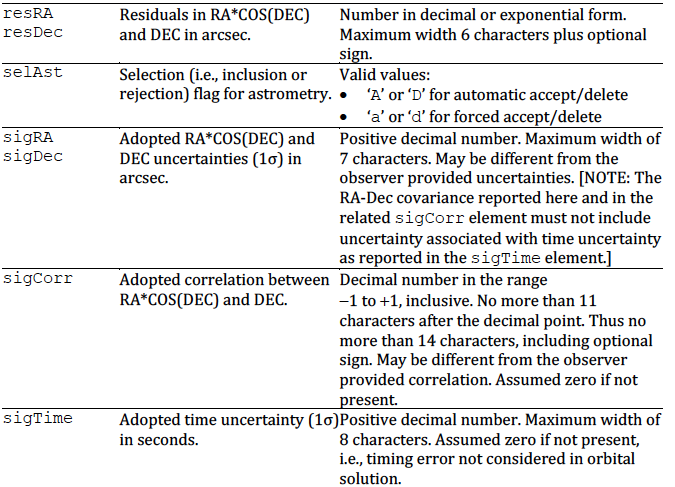 resRA
resDec
Residuals in RA*COS(DEC)
and DEC in arcsec.
Number in decimal or exponential form.
Maximum width 6 characters plus optional
sign.
selAst
Selection (i.e., inclusion or
rejection) flag for astrometry.
Valid values:
• ‘A’ or ‘D’ for automatic accept/delete
• ‘a’ or ‘d’ for forced accept/delete
sigRA
sigDec
Adopted RA*COS(DEC) and
DEC uncertainties (1σ) in
arcsec.
Positive decimal number. Maximum width of
7 characters. May be different from the
observer provided uncertainties. [NOTE: The
RA-Dec covariance reported here and in the
related sigCorr element must not include
uncertainty associated with time uncertainty
as reported in the sigTime element.]
sigCorr
Adopted correlation between
RA*COS(DEC) and DEC.
Decimal number in the range
−1 to +1, inclusive. No more than 11
characters after the decimal point. Thus no
more than 14 characters, including optional
sign. May be different from the observer
provided correlation. Assumed zero if not
present.
sigTime
Adopted time uncertainty (1σ)
in seconds.
Positive decimal number. Maximum width of
8 characters. Assumed zero if not present,
i.e., timing error not considered in orbital
solution.